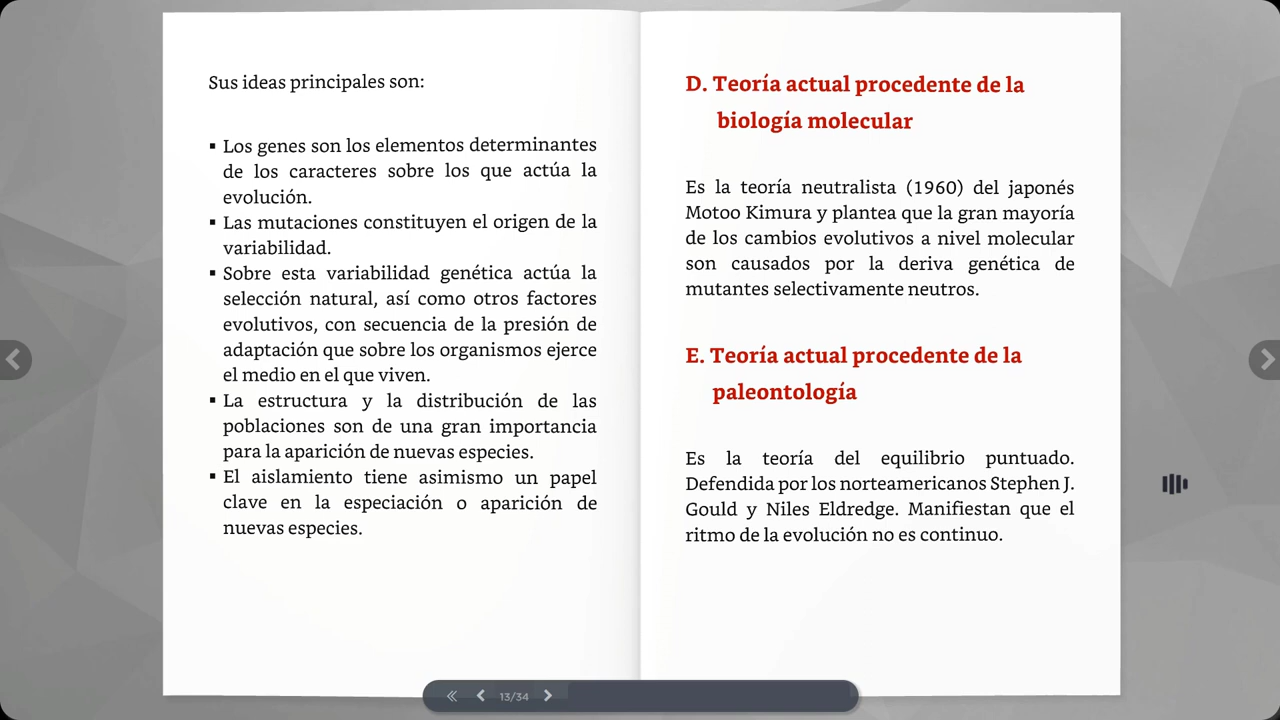 Sus ideas principales son:
▪ Los genes son los elementos determinantes
de los caracteres sobre los que actúa la
evolución.
▪ Las mutaciones constituyen el origen de la
variabilidad.
▪ Sobre esta variabilidad genética actúa la
selección natural, así como otros factores
evolutivos, con secuencia de la presión de
adaptación que sobre los organismos ejerce
el medio en el que viven.
▪ La estructura y la distribución de las
poblaciones son de una gran importancia
para la aparición de nuevas especies.
▪ El aislamiento tiene asimismo un papel
clave en la especiación o aparición de
nuevas especies.
D. Teoría actual procedente de la
biología molecular
Es la teoría neutralista (1960) del japonés
Motoo Kimura y plantea que la gran mayoría
de los cambios evolutivos a nivel molecular
son causados por la deriva genética de
mutantes selectivamente neutros.
E. Teoría actual procedente de la
paleontología
Es la teoría del equilibrio puntuado.
Defendida por los norteamericanos Stephen J.
Gould y Niles Eldredge. Manifiestan que el
ritmo de la evolución no es continuo.
13/34